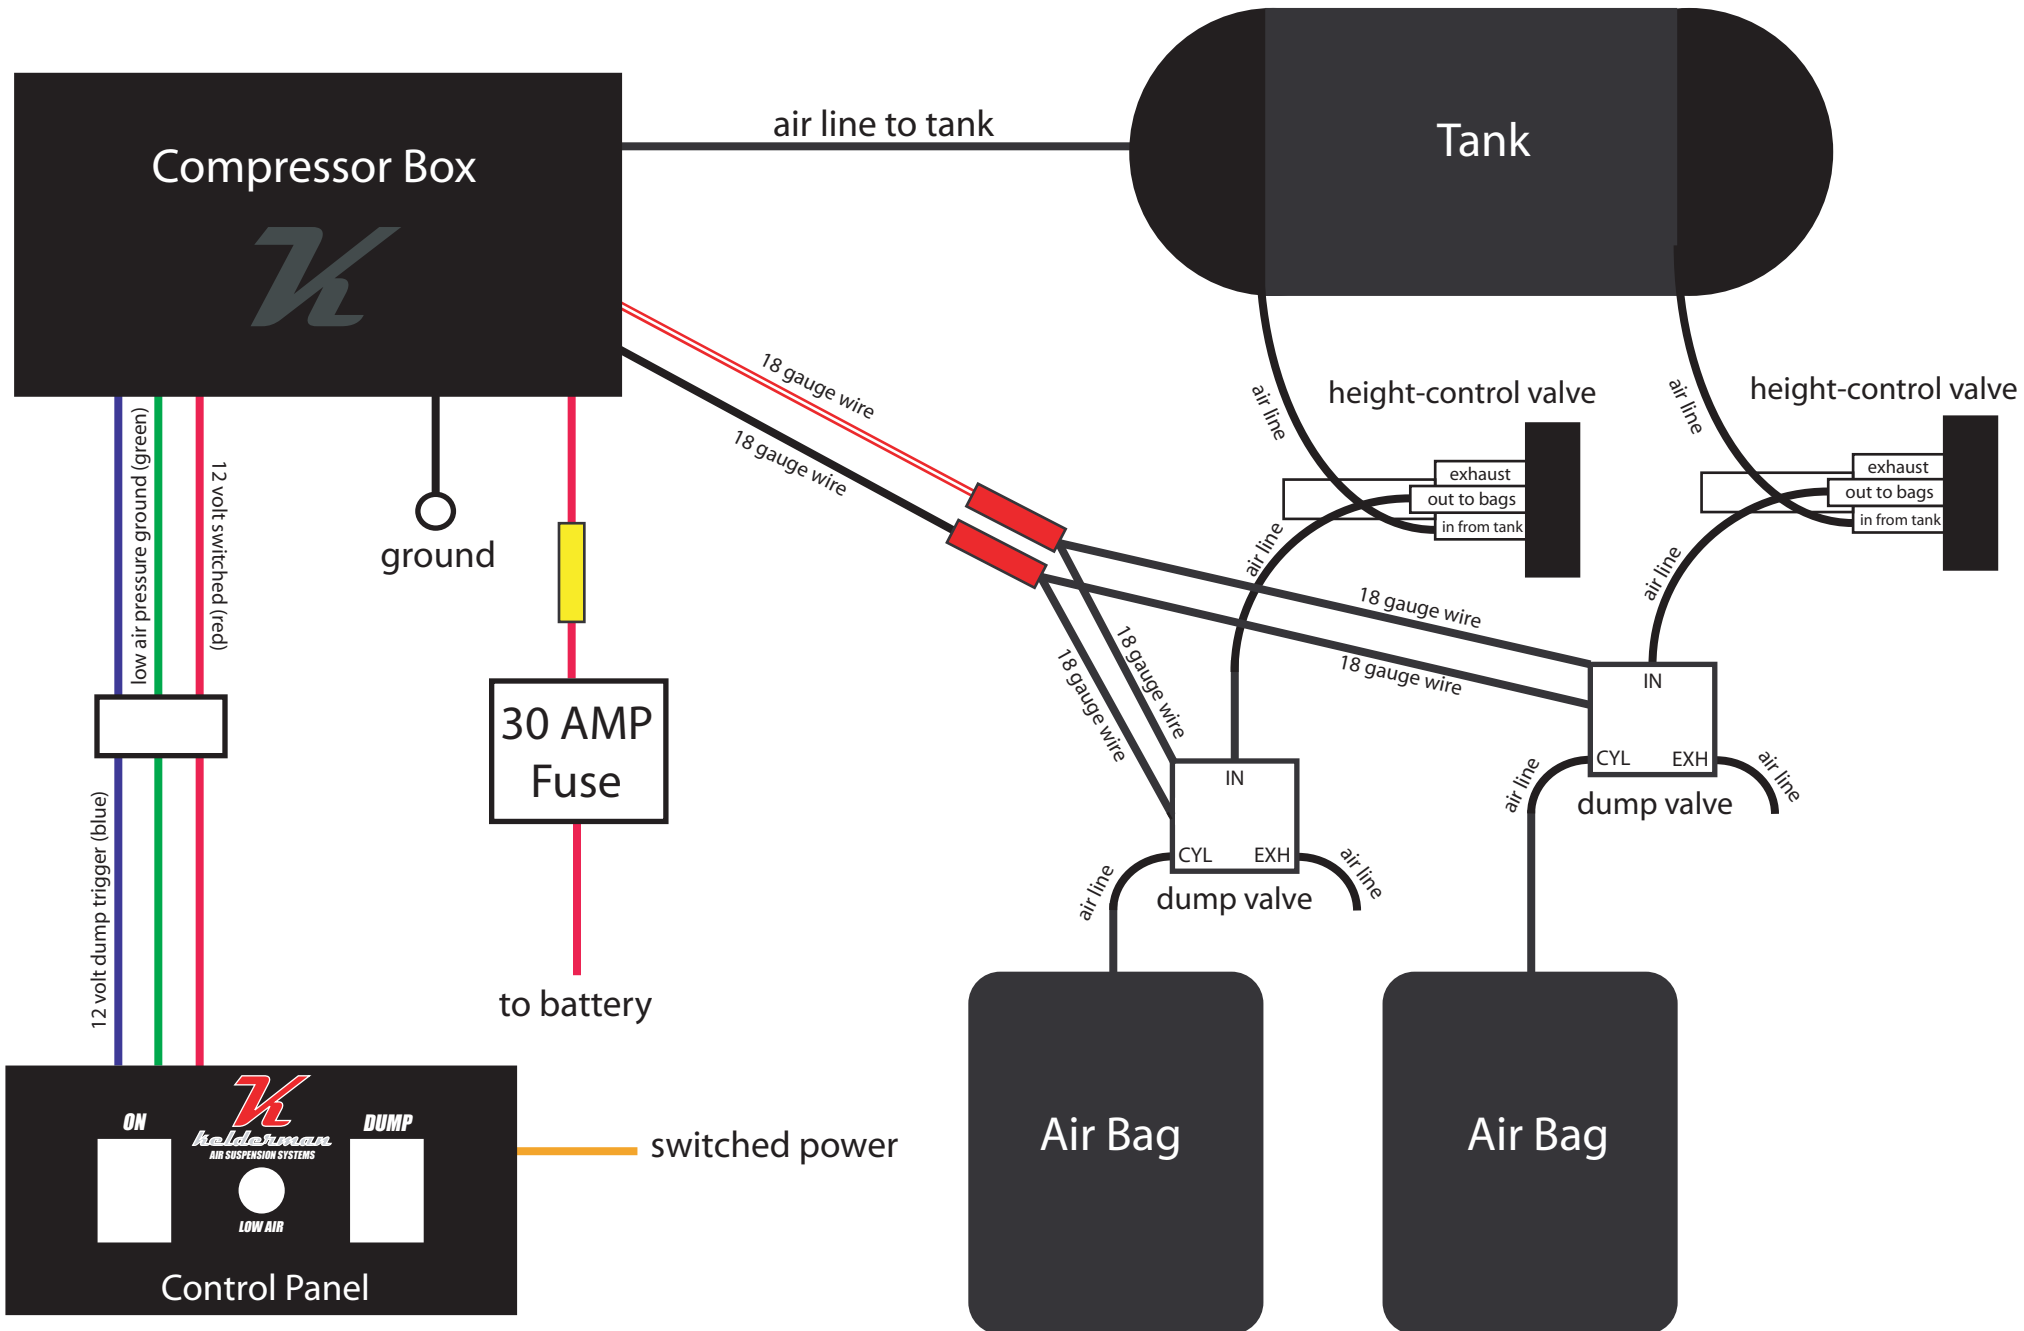 Compressor Box
air line to tank
Tank
18 gauge wire
18 gauge wire
air line
air line
height-control valve
height-control valve
exhaust
out to bags
in from tank
exhaust
out to bags
in from tank
low air pressure ground (green)
12 volt switched (red)
ground
air line
air line
18 gauge wire
18 gauge wire
18 gauge wire
18 gauge wire
30 AMP
Fuse
IN
CYL
EXH
air line
air line
dump valve
IN
CYL
EXH
air line
air line
dump valve
12 volt dump trigger (blue)
to battery
ON
kelderman
AIR SUSPENSION SYSTEMS
DUMP
LOW AIR
Control Panel
switched power
Air Bag
Air Bag